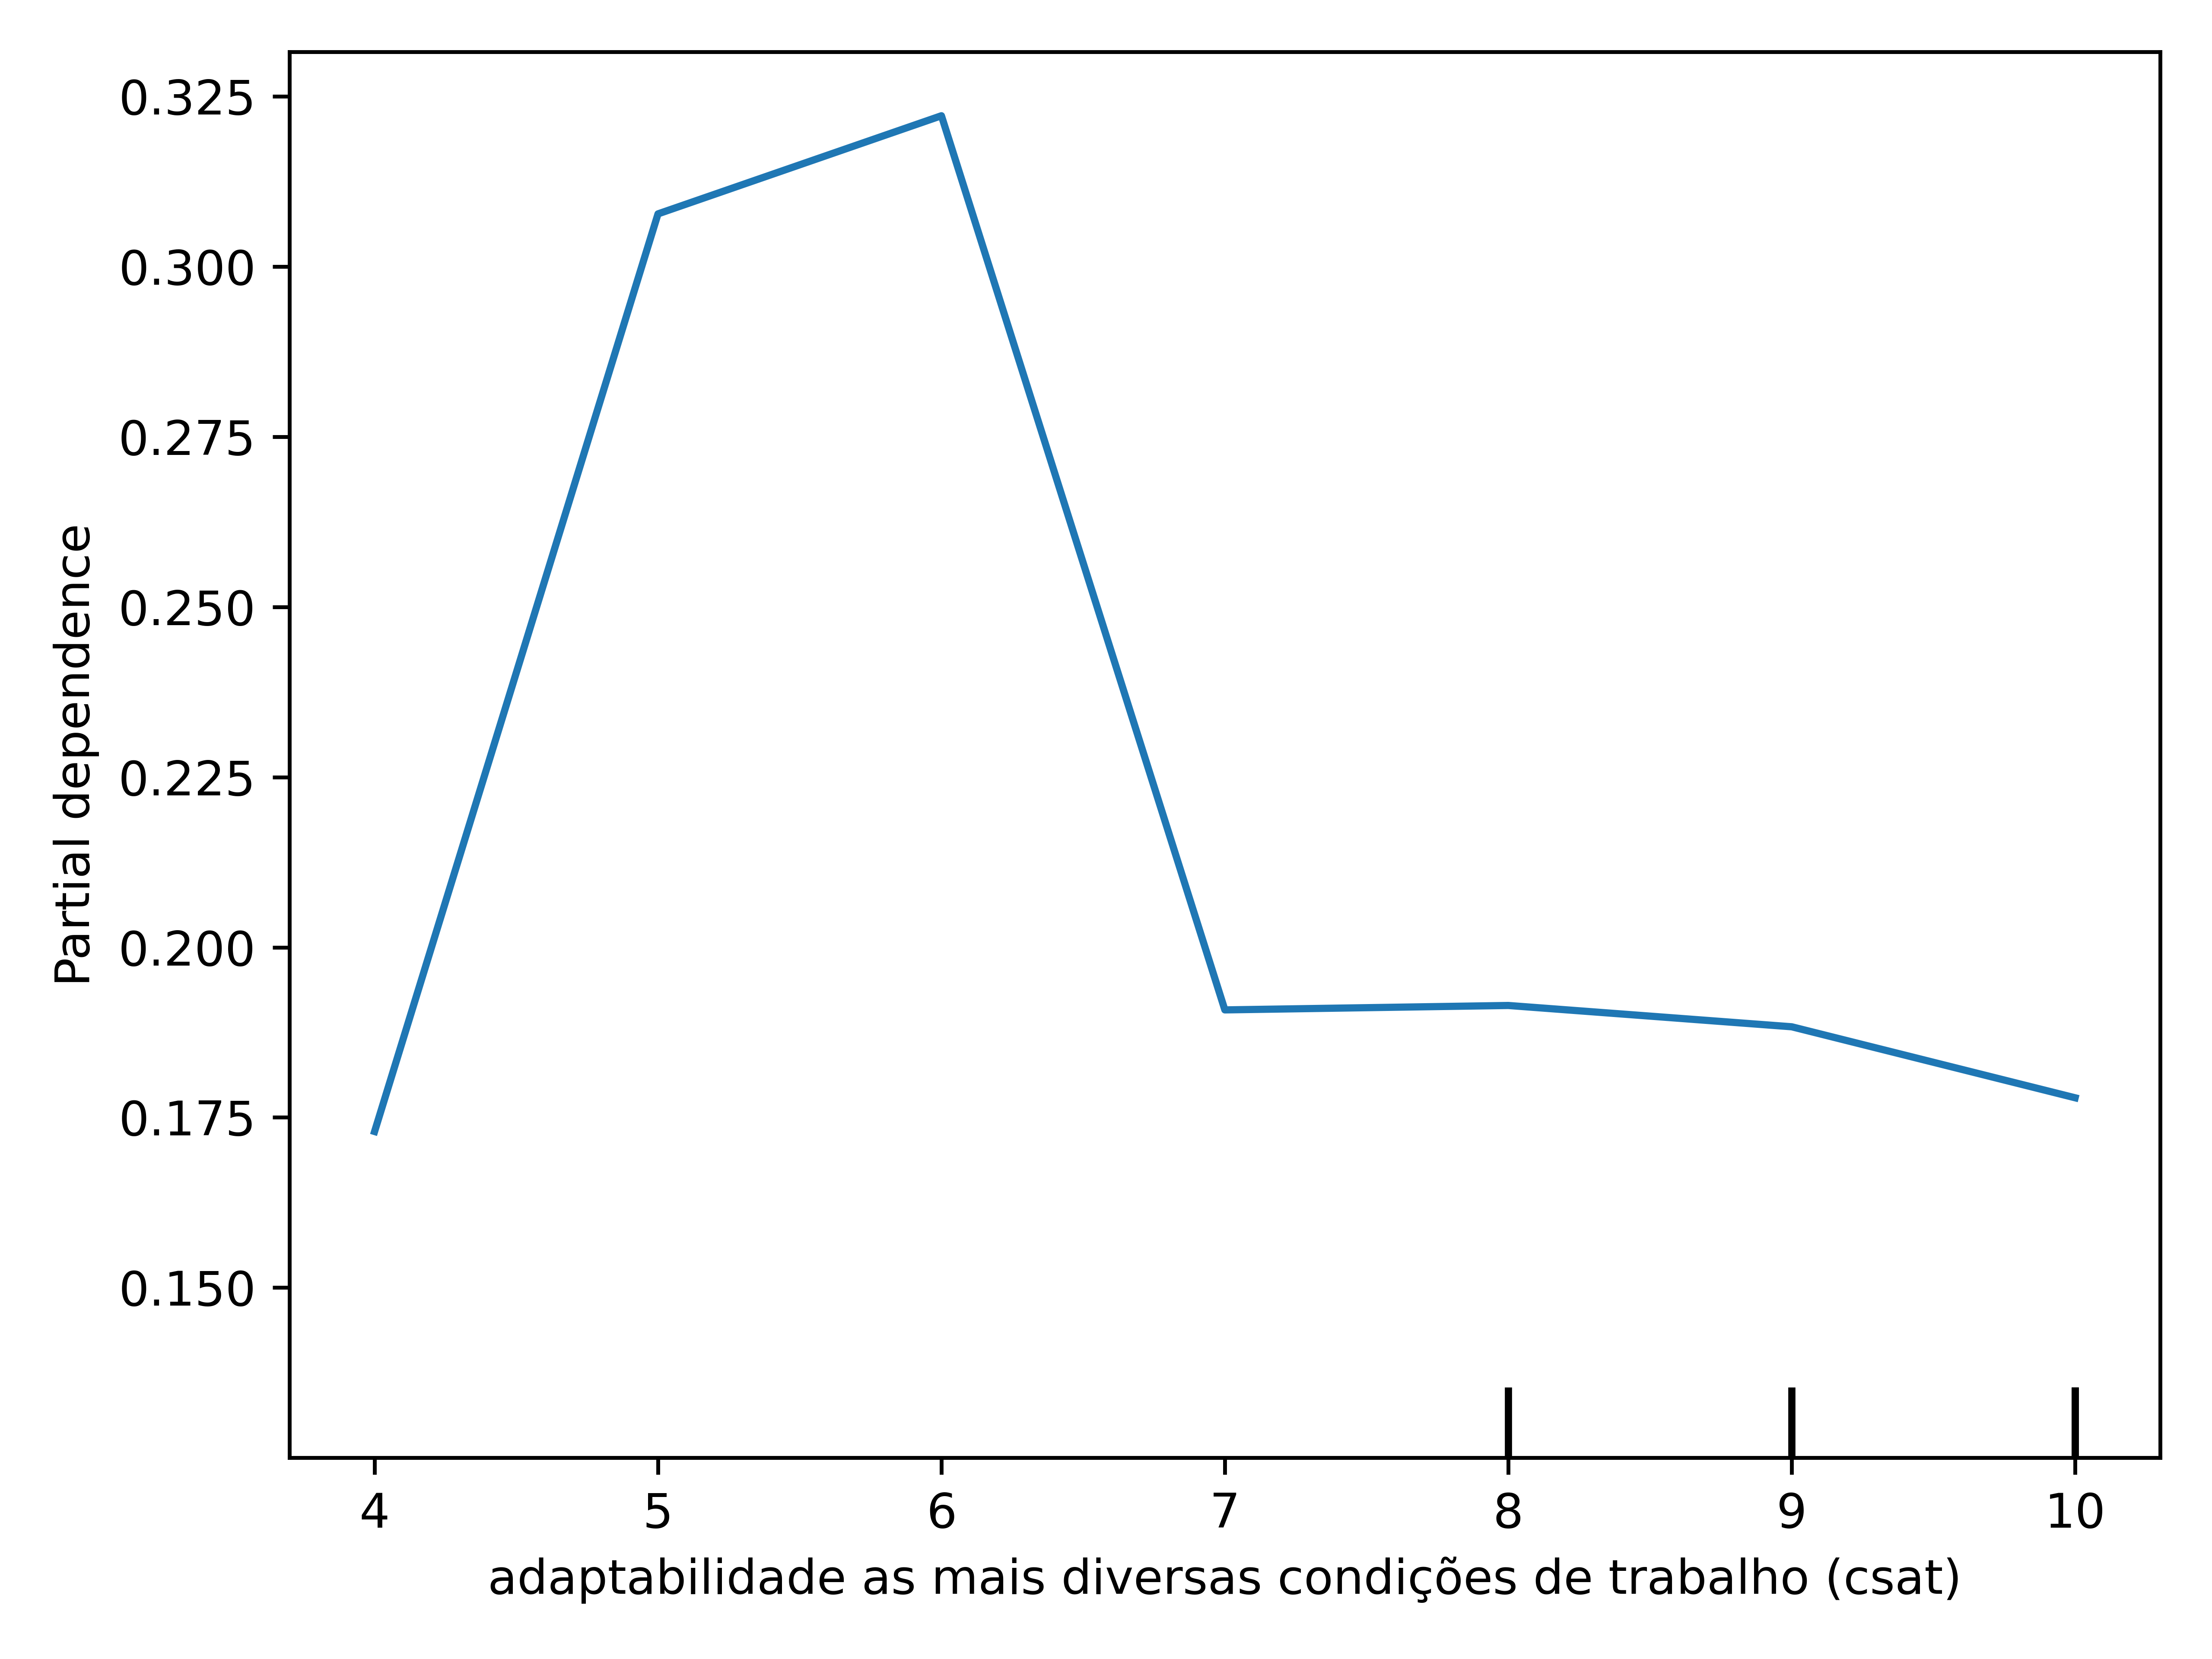 0.325
0.300
0.275
0.250
0.225
0.200
0.175
0.150
Partial dependence
4 5 6 7 8 9 10
adaptabilidade as mais diversas condições de trabalho (csat)